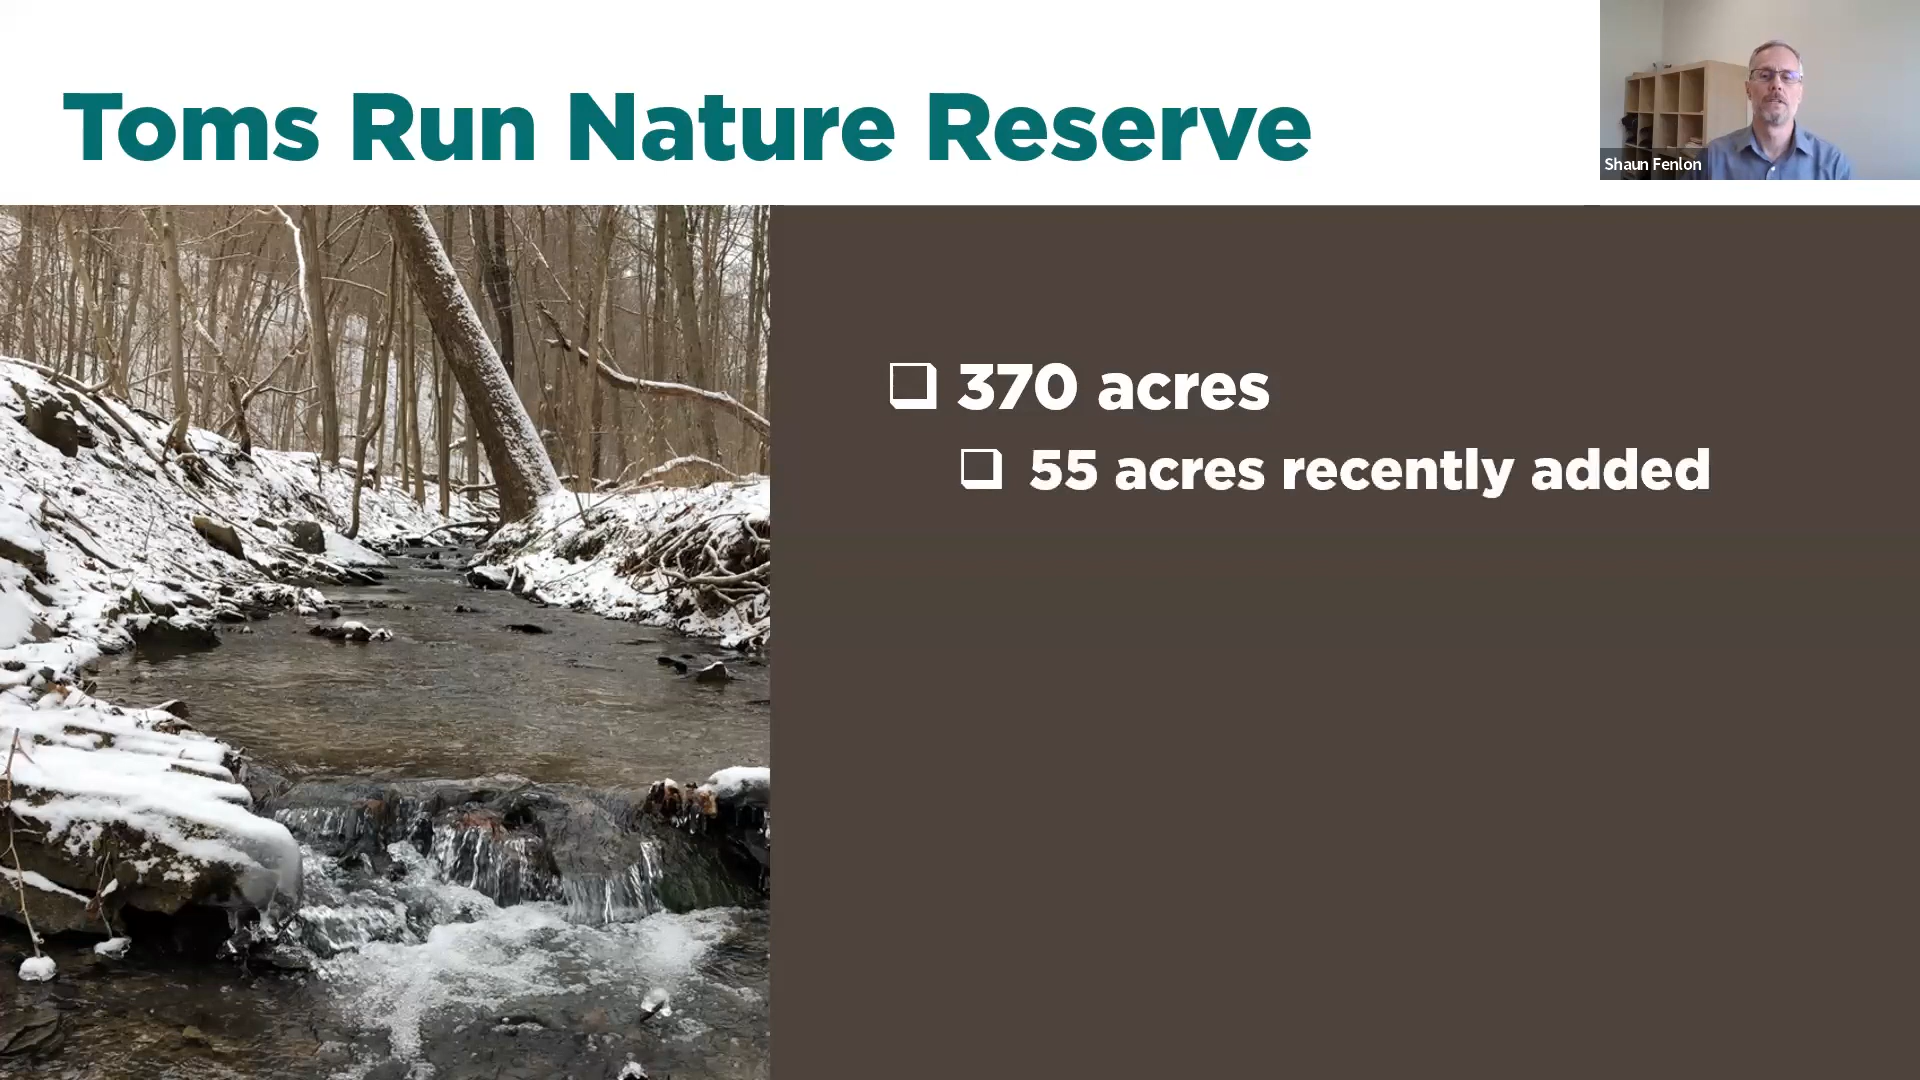 Toms Run Nature Reserve
Shaun Fenlon
370 acres
55 acres recently added